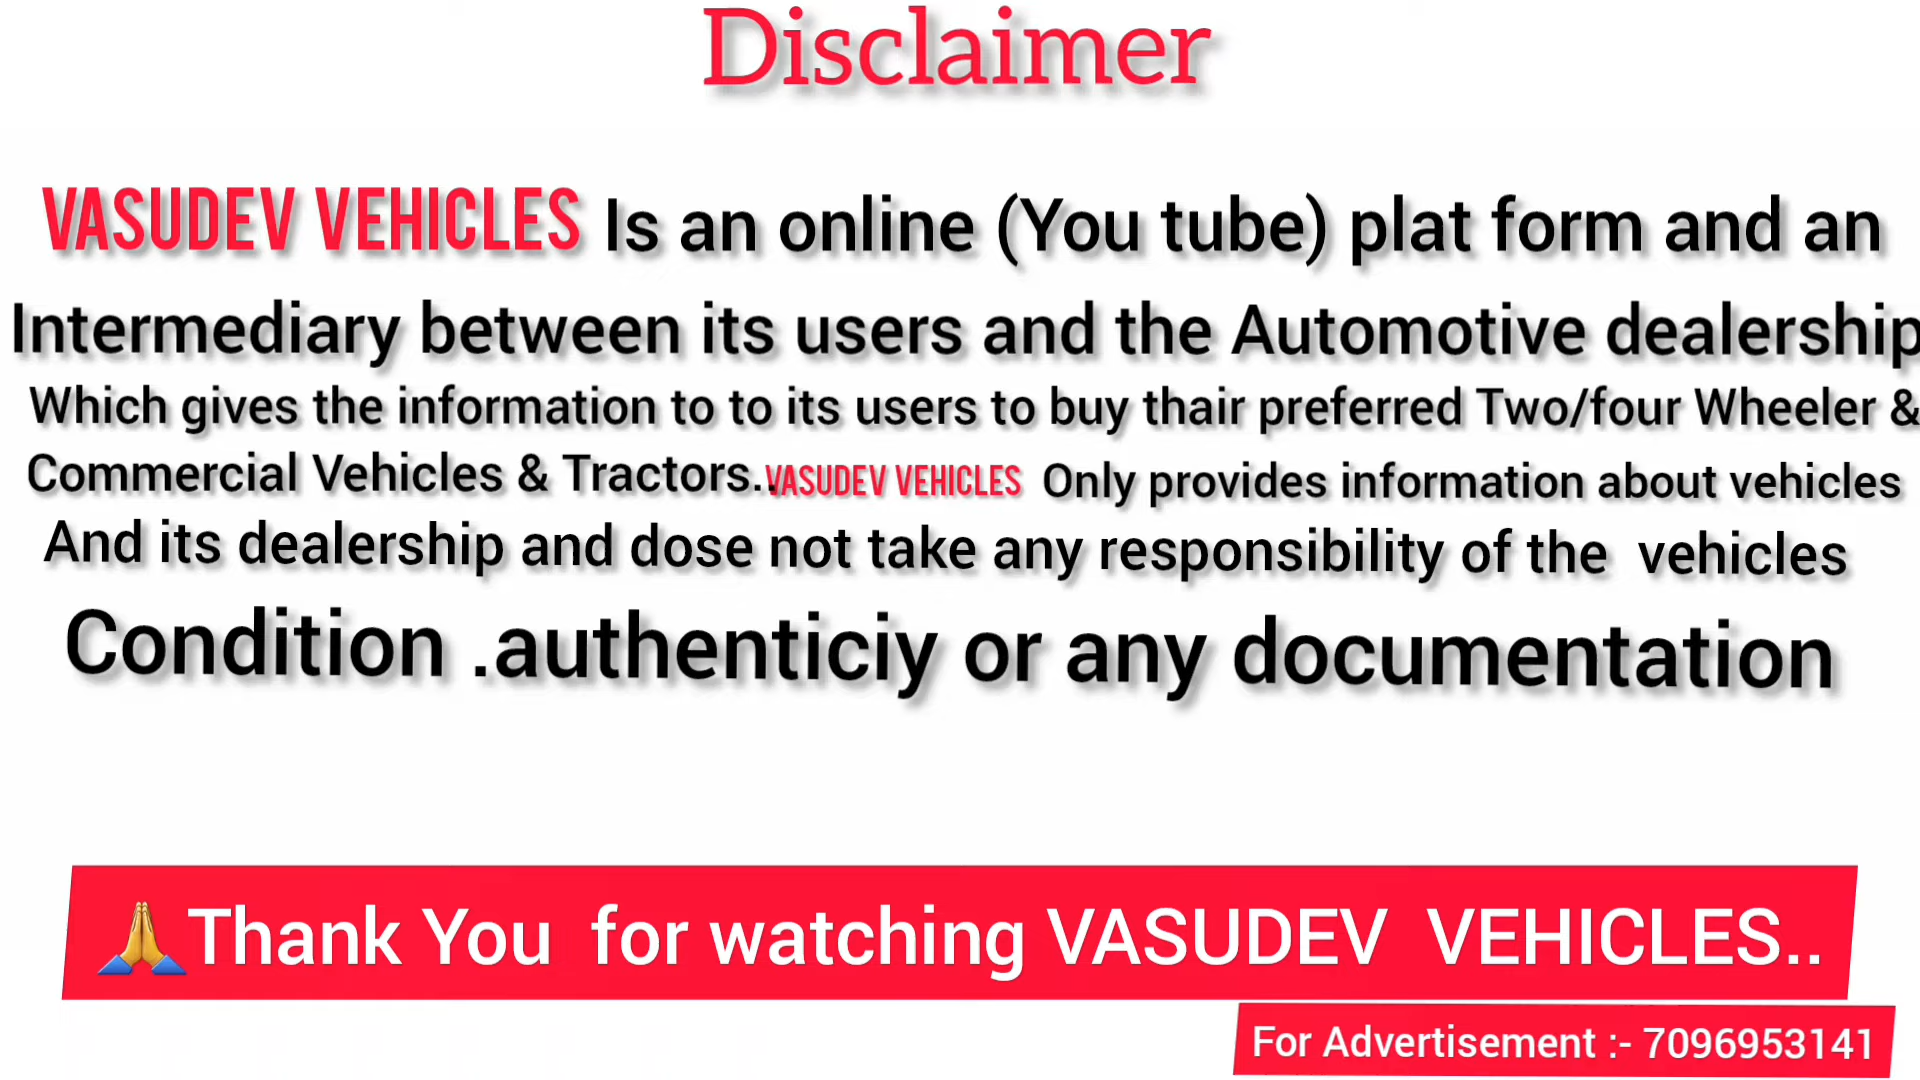 Disclaimer
VASUDEV VEHICLES Is an online (You tube) plat form and an
Intermediary between its users and the Automotive dealership
Which gives the information to to its users to buy thair preferred Two/four Wheeler &
Commercial Vehicles & Tractors.. VASUDEV VEHICLES Only provides information about vehicles
And its dealership and dose not take any responsibility of the vehicles
Condition .authenticiy or any documentation
🙏Thank You for watching VASUDEV VEHICLES..
For Advertisement :- 7096953141